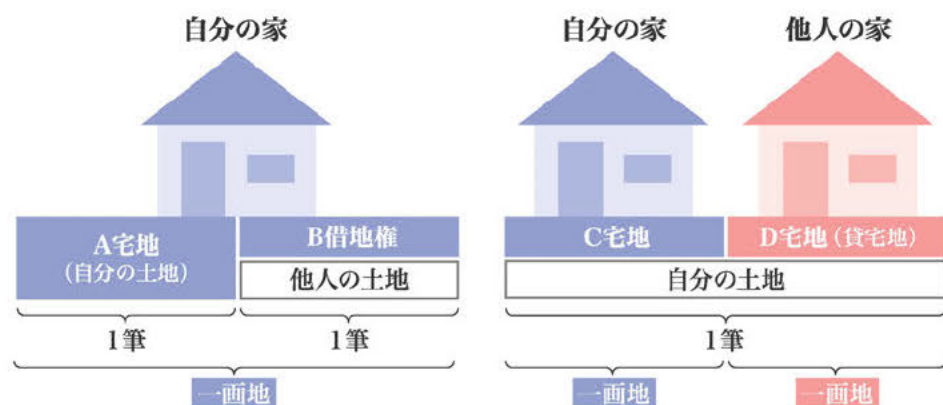 自分の家
A宅地
(自分の土地)
B借地権
他人の土地
1筆
1筆
一画地
自分の家
他人の家
C宅地
D宅地(貸宅地)
自分の土地
1筆
一画地
一画地